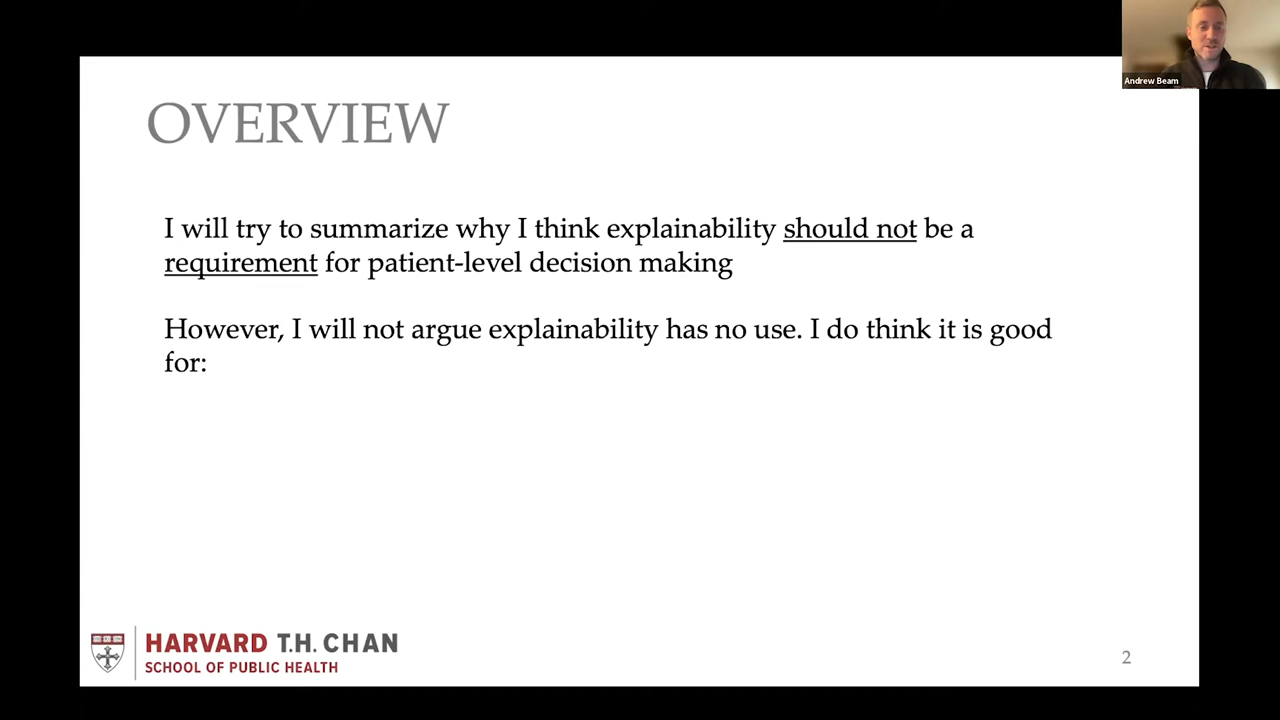 Andrew Beam
OVERVIEW
I will try to summarize why I think explainability should not be a
requirement for patient-level decision making
However, I will not argue explainability has no use. I do think it is good
for:
HARVARD T.H. CHAN
SCHOOL OF PUBLIC HEALTH
2